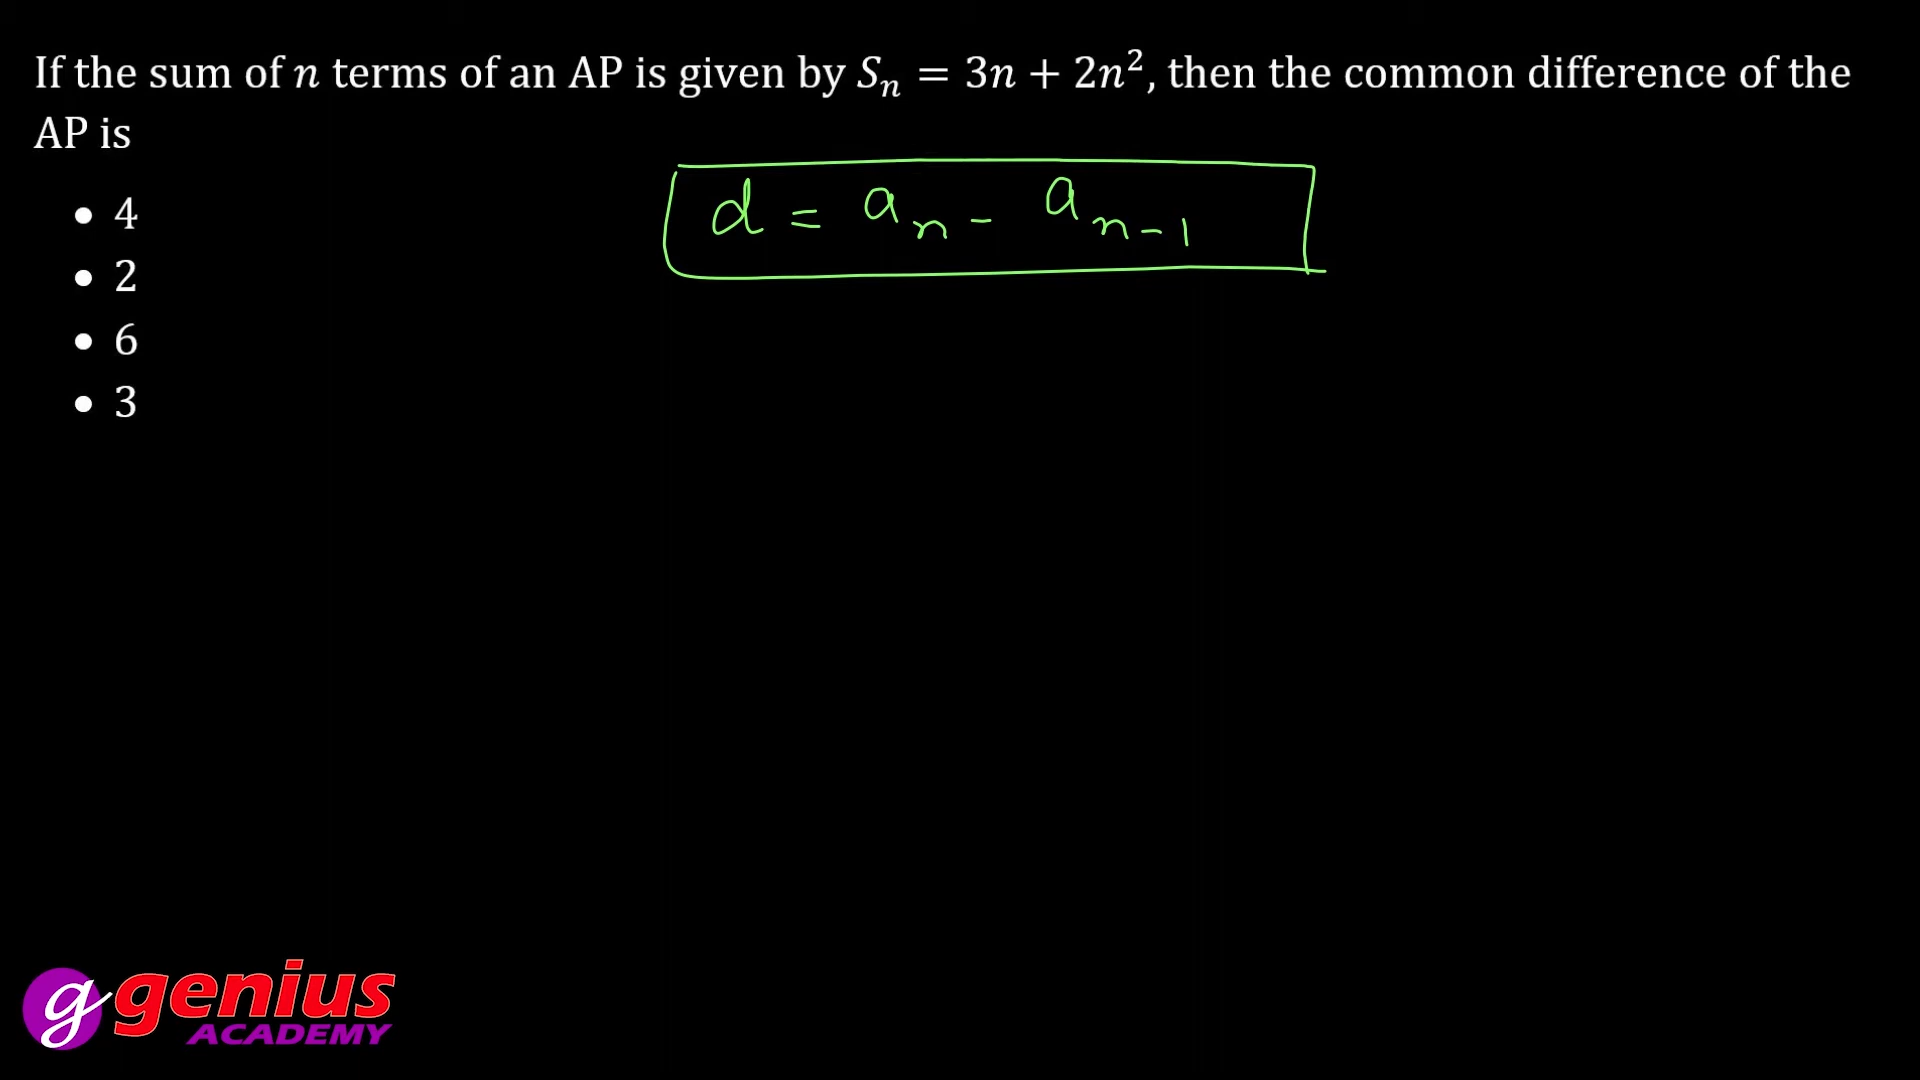 If the sum of n terms of an AP is given by Sₙ = 3n + 2n², then the common difference of the
AP is
d = aₙ - aₙ₋₁
• 4
• 2
• 6
• 3
g genius
ACADEMY